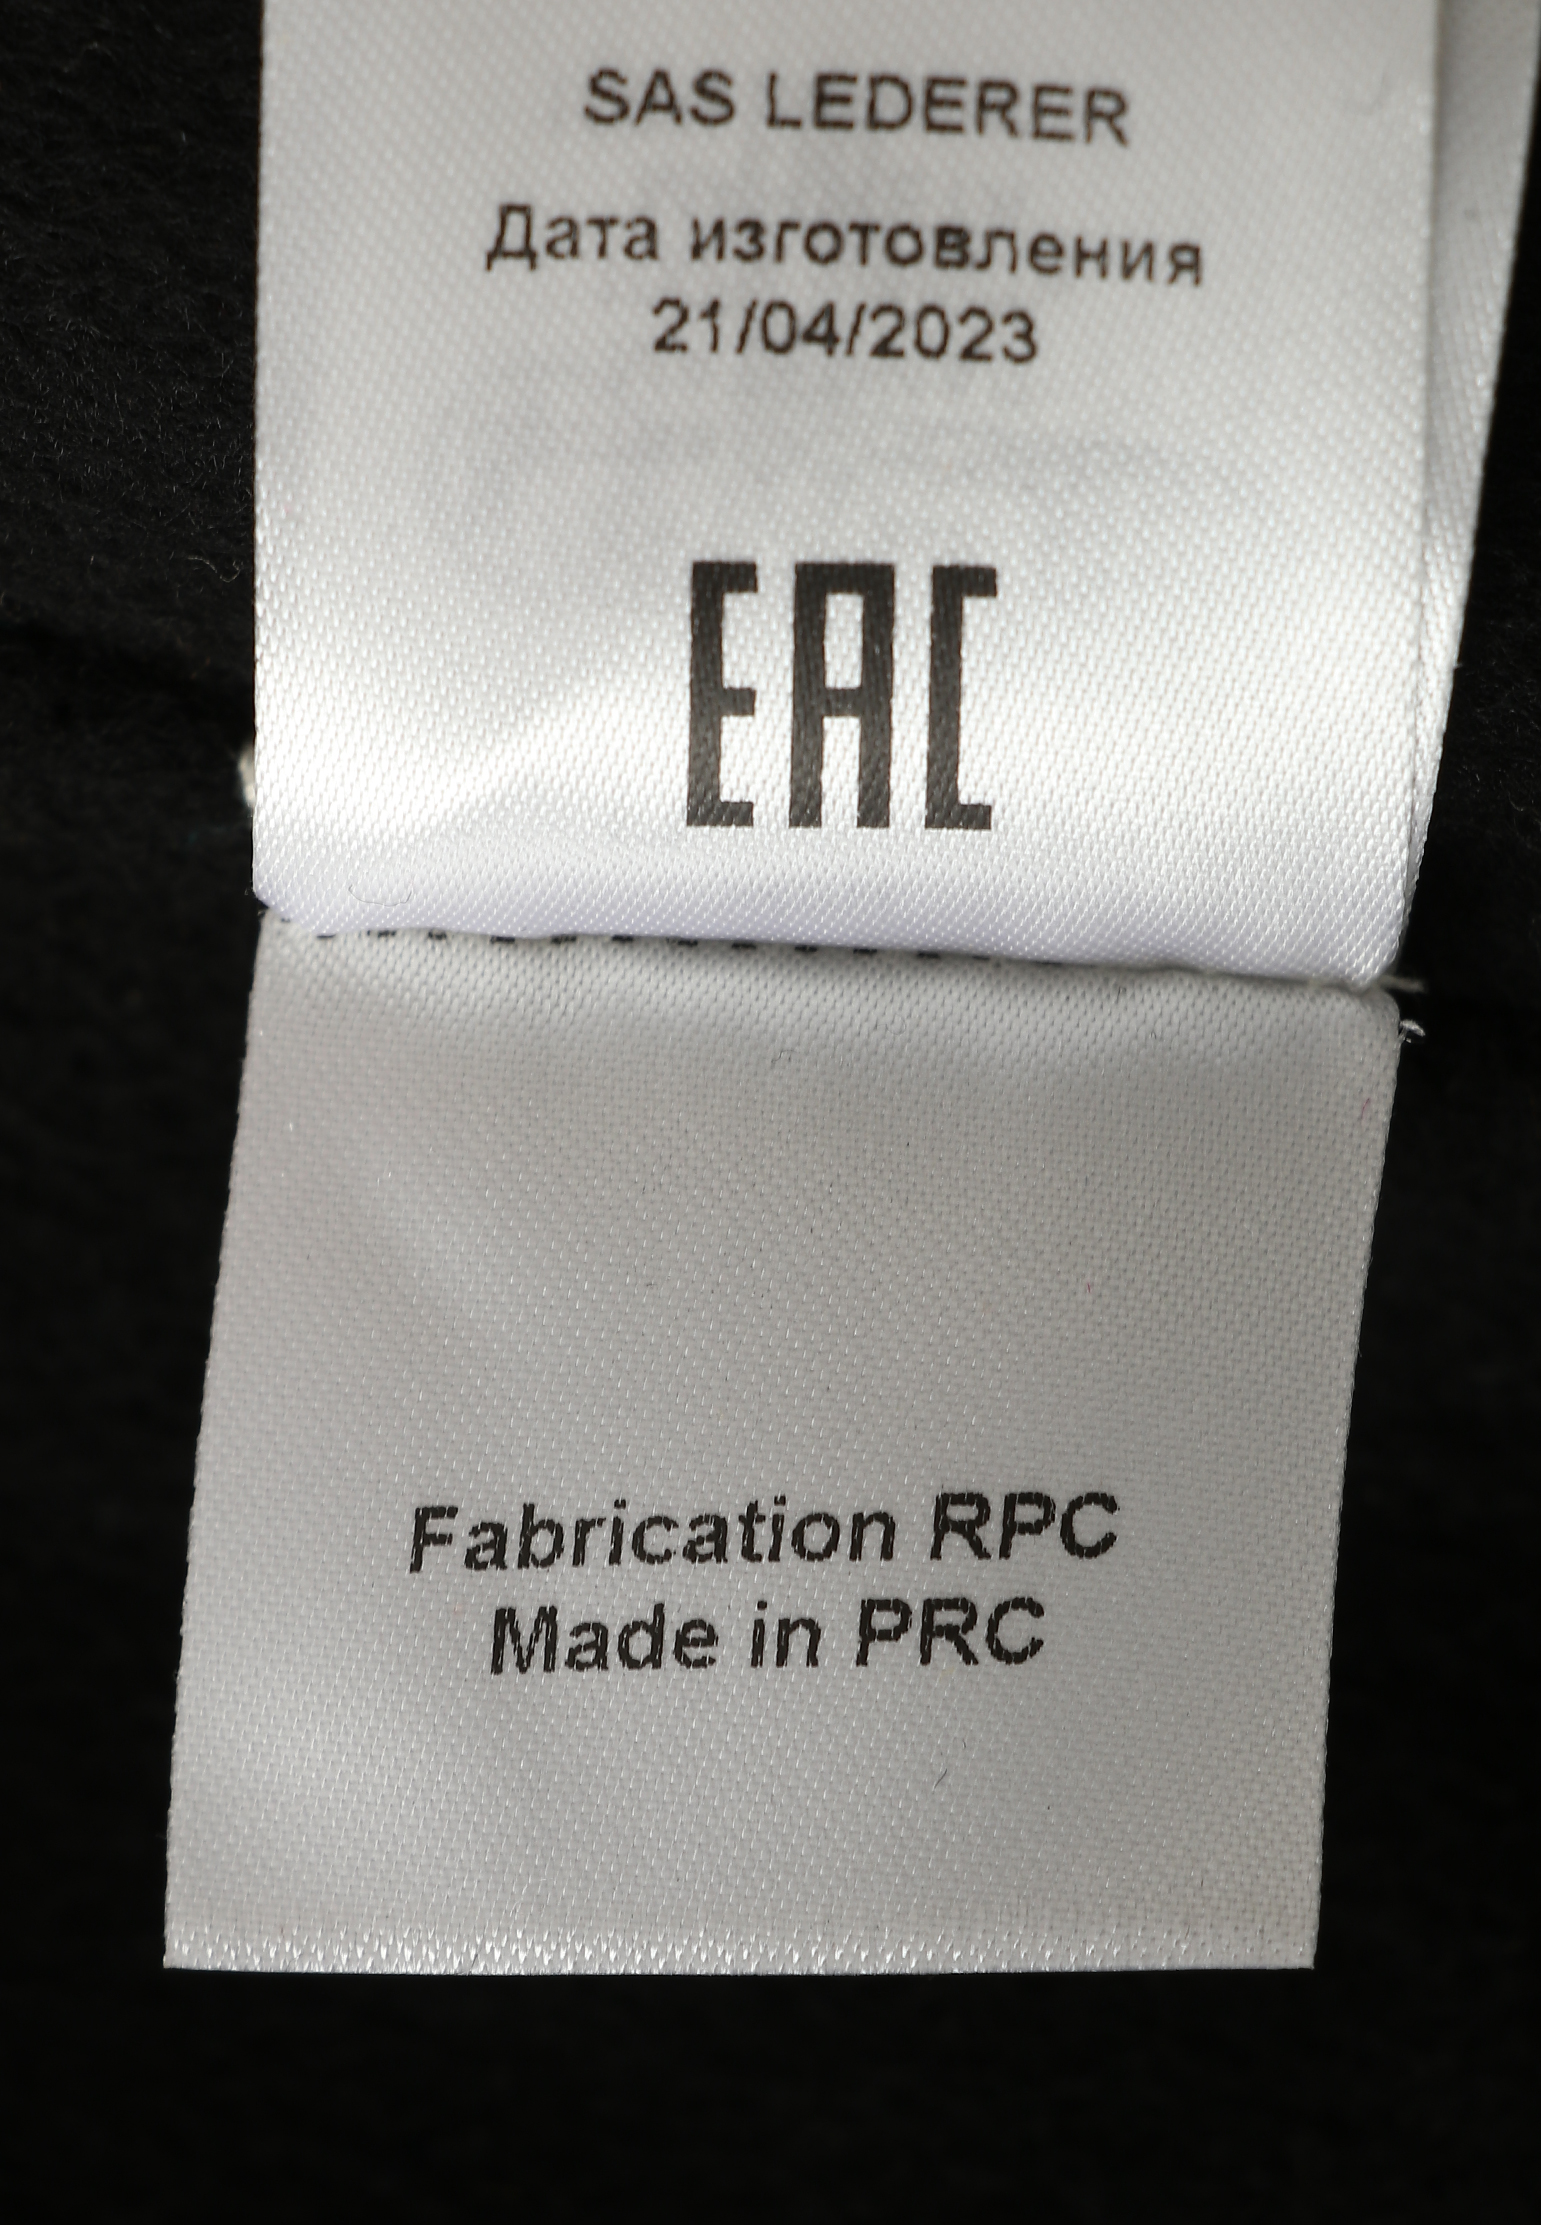 SAS LEDERER
Дата изготовления
21/04/2023
EAC
Fabrication RPC
Made in PRC